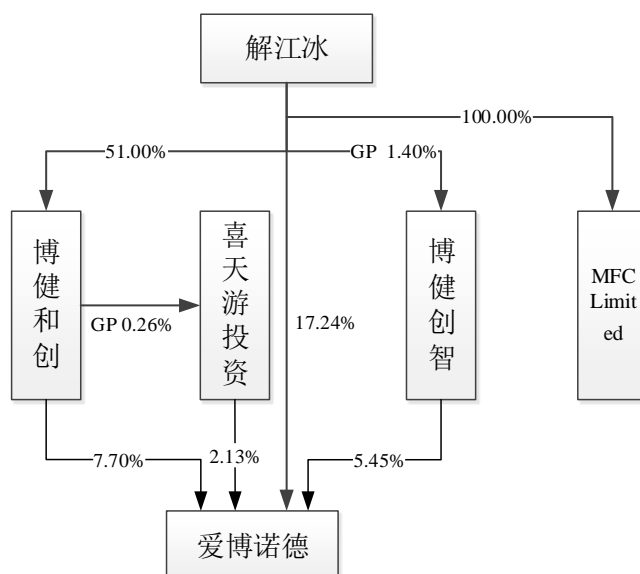 解江冰
100.00%
51.00%
GP 1.40%
博健和创
喜天游投资
博健创智
MFC
Limit
ed
GP 0.26%
17.24%
7.70%
2.13%
5.45%
爱博诺德